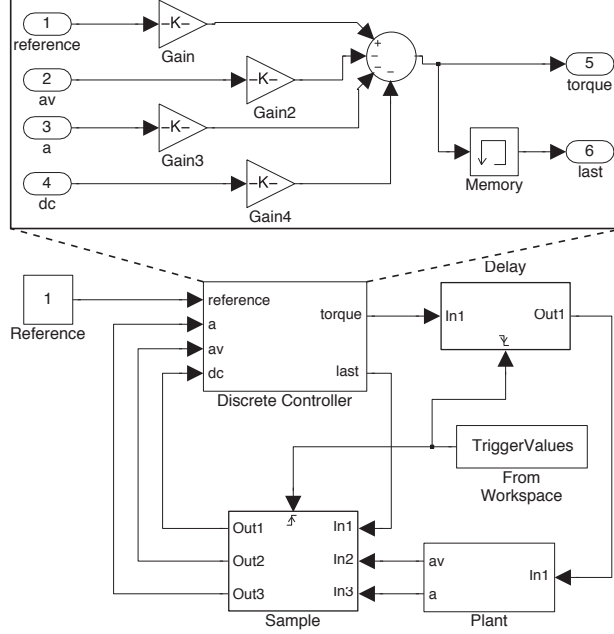 1
reference
-K-
Gain
+
-
-
-
5
torque
2
av
-K-
Gain2
3
a
-K-
Gain3
4
dc
-K-
Gain4
Memory
6
last
1
Reference
reference
a
av
dc
torque
last
Discrete Controller
Delay
In1
Out1
TriggerValues
From
Workspace
Out1
Out2
Out3
In1
In2
In3
Sample
av
a
In1
Plant